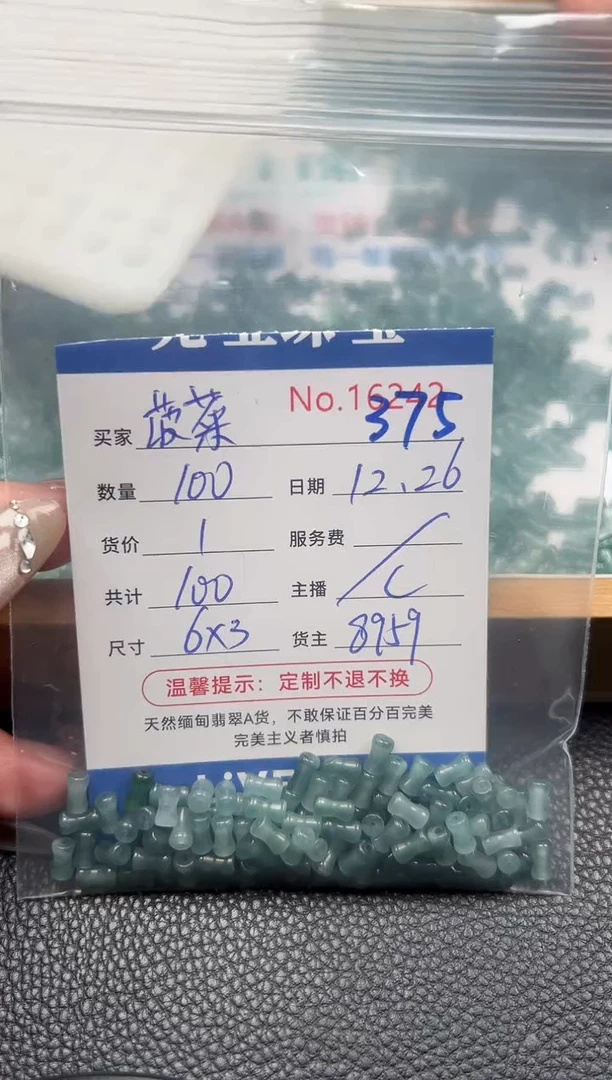 No.16242
375
买家 菠菜
数量 100 日期 12.26
货价 1 服务费 /
共计 100 主播 /C
尺寸 6X3 货主 8959
温馨提示：定制不退不换
天然缅甸翡翠A货，不敢保证百分百完美
完美主义者慎拍